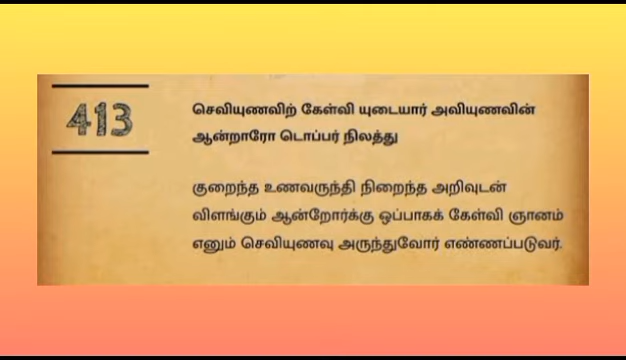 413
செவியுணவிற் கேள்வி யுடையார் அவியுணவின்
ஆன்றாரோ டொப்பர் நிலத்து
குறைந்த உணவருந்தி நிறைந்த அறிவுடன்
விளங்கும் ஆன்றோர்க்கு ஒப்பாகக் கேள்வி ஞானம்
எனும் செவியுணவு அருந்துவோர் எண்ணப்படுவர்.